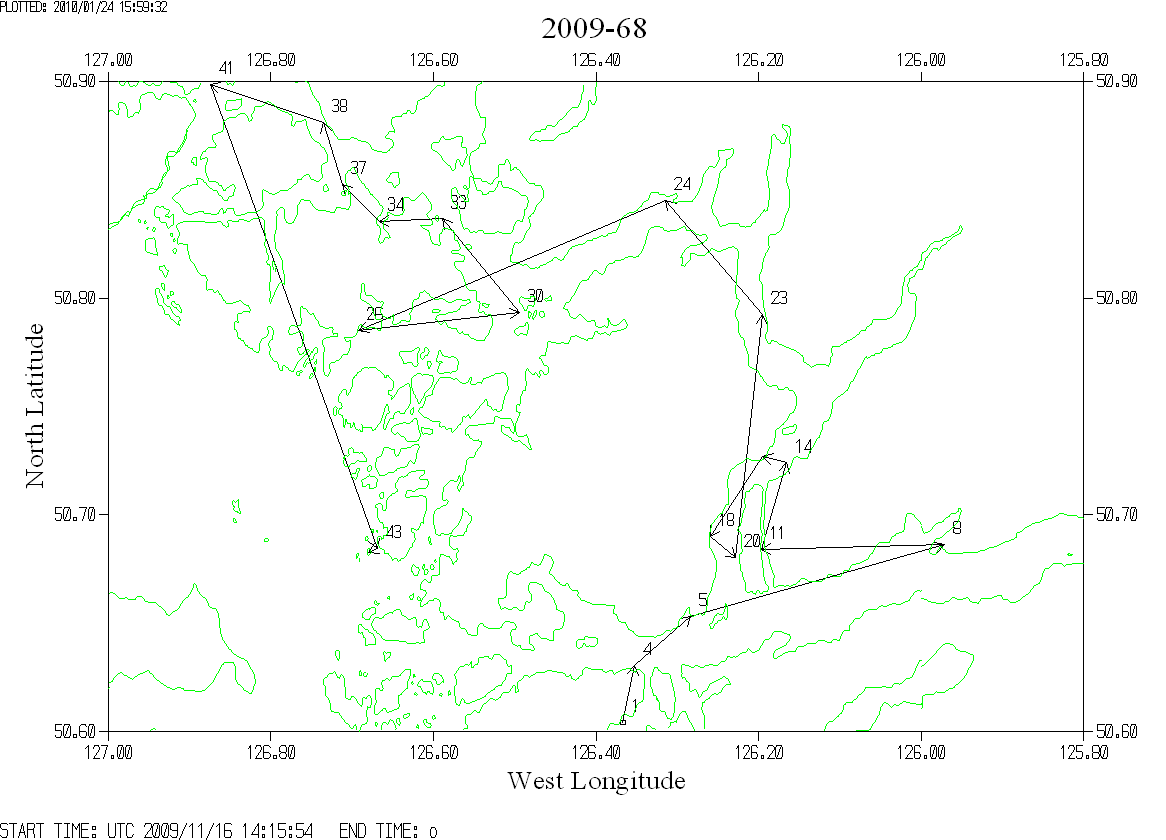 PLOTTED: 2010/01/24 15:59:32
2009-68
127.00 126.80 126.60 126.40 126.20 126.00 125.80
41
50.90 50.90
38
37
24
34 33
30 23
50.80 50.80
25
North Latitude
14
50.70 50.70
18
8
43 20 11
5
4
1
50.60 50.60
127.00 126.80 126.60 126.40 126.20 126.00 125.80
West Longitude
START TIME: UTC 2009/11/16 14:15:54 END TIME: o